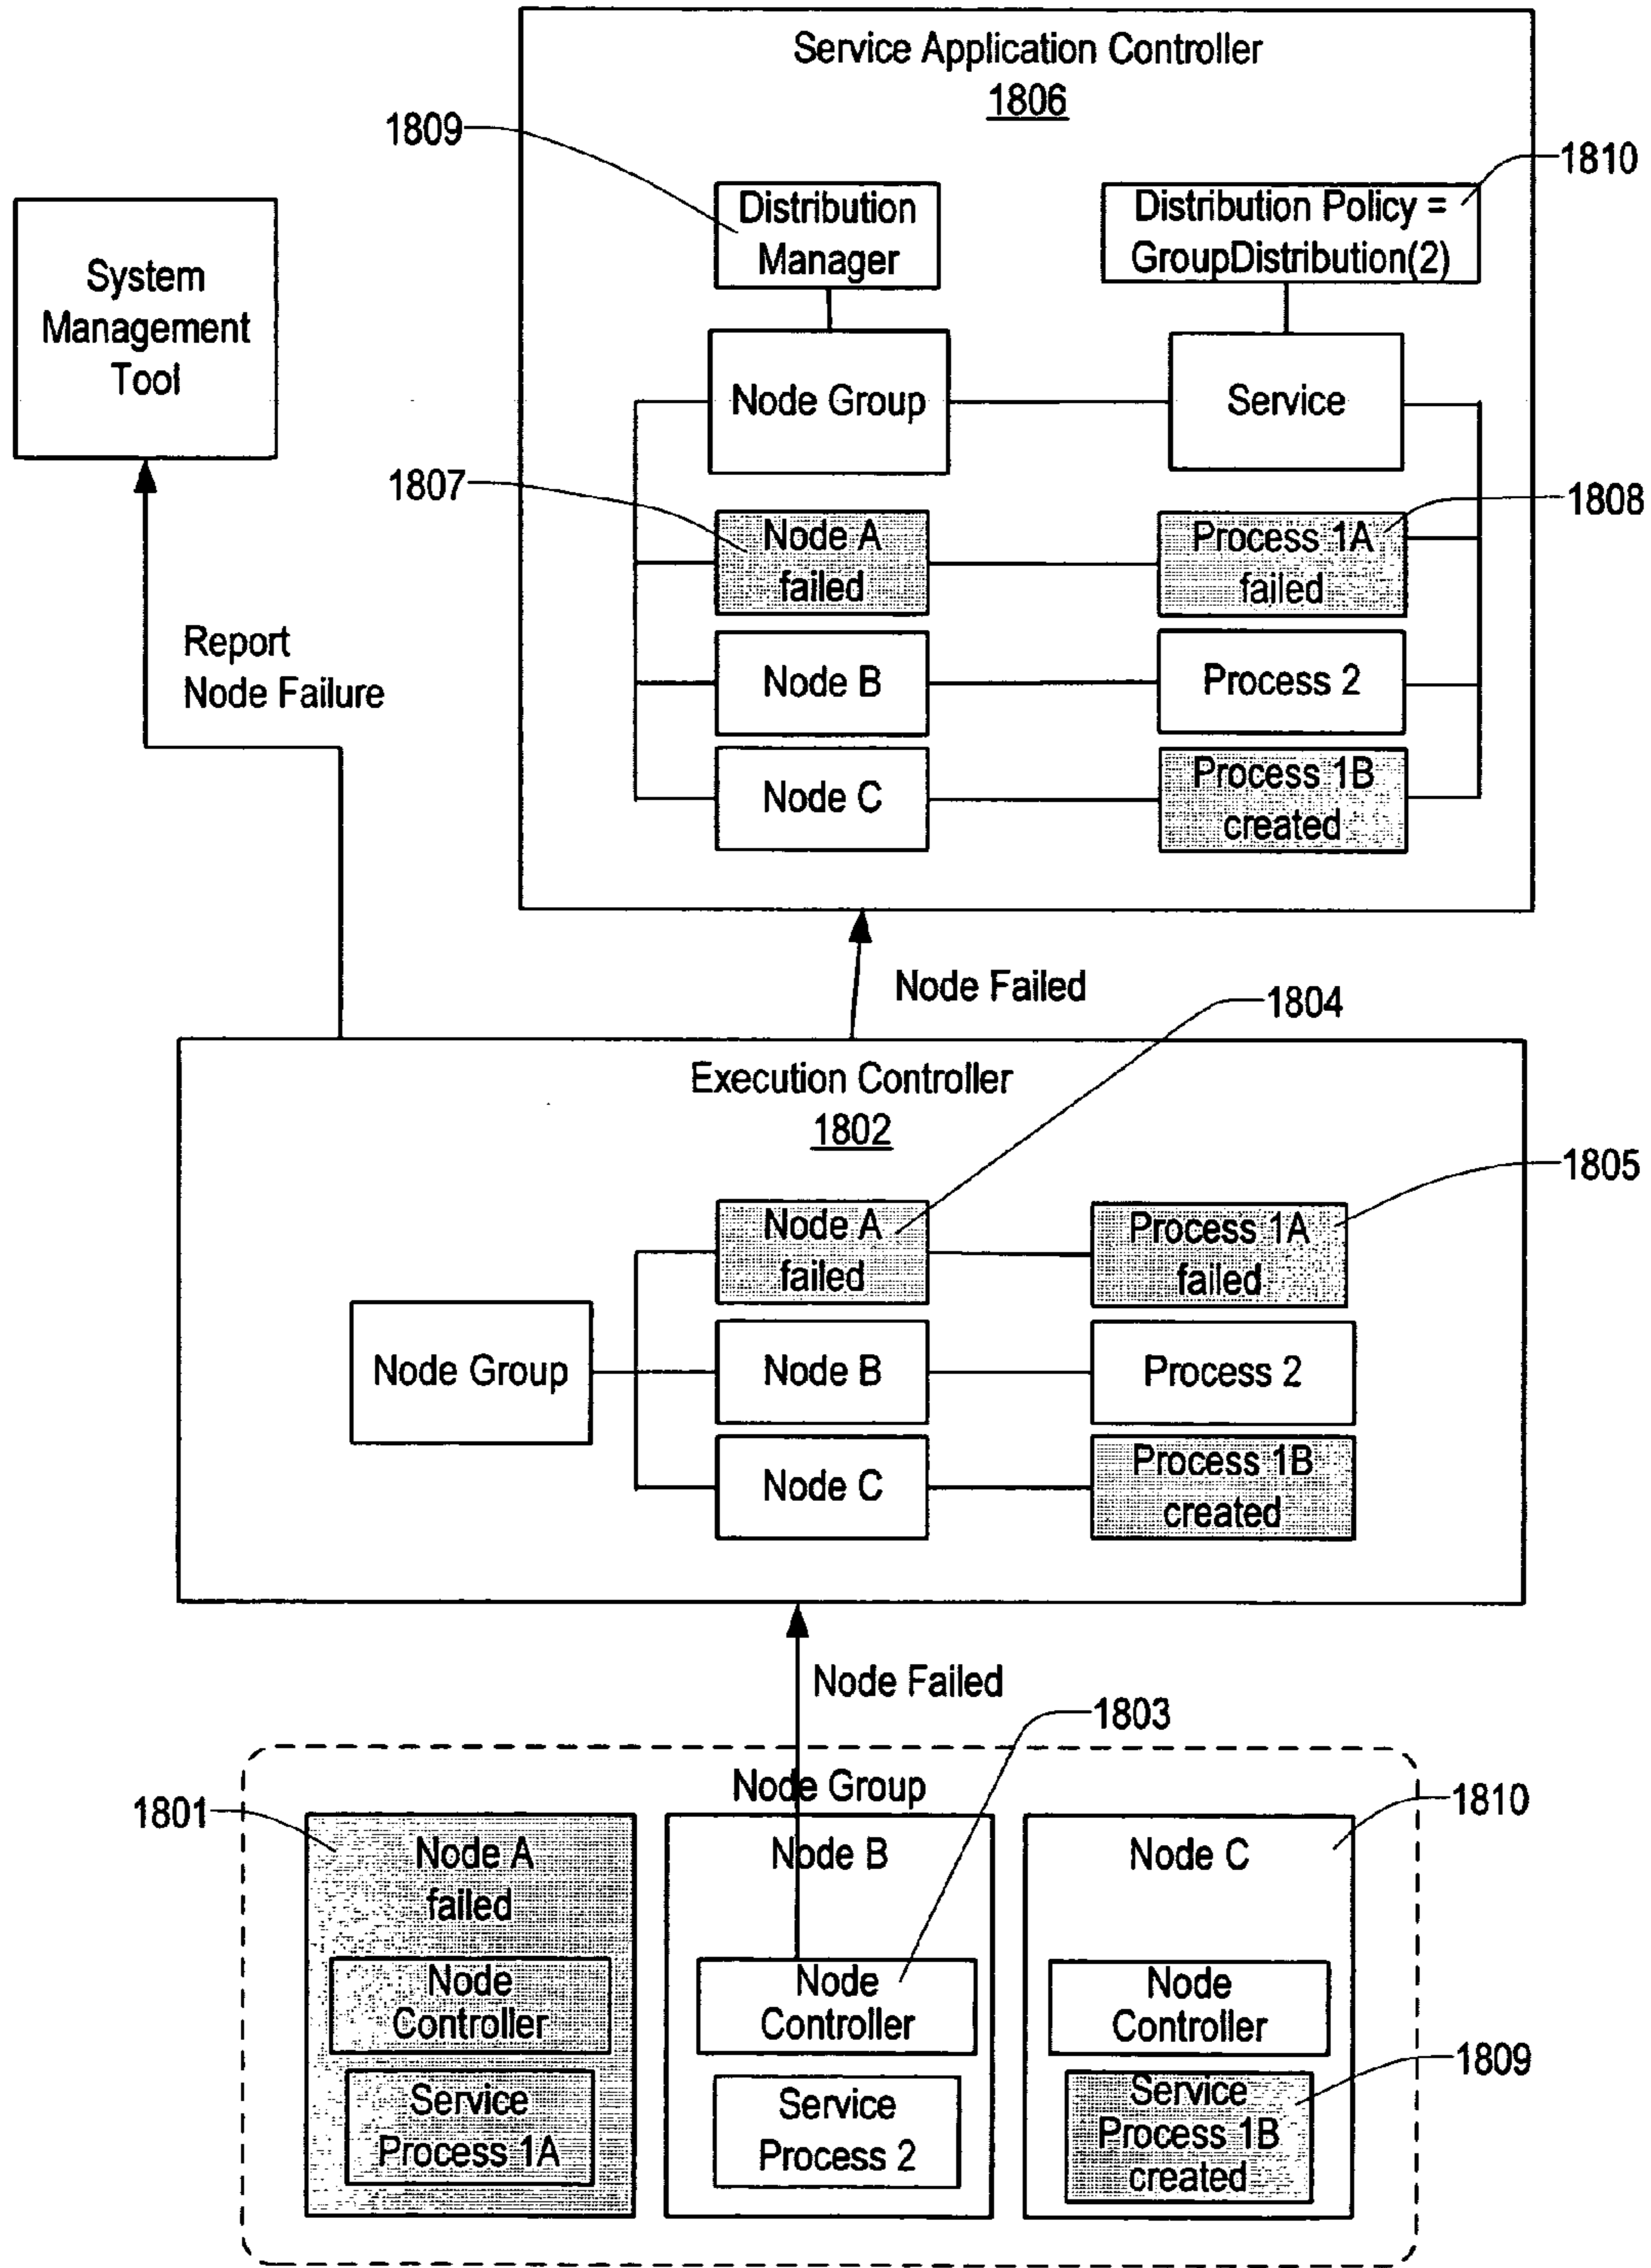 Service Application Controller
1806
1809
1810
Distribution
Manager
Distribution Policy =
GroupDistribution(2)
System
Management
Tool
Node Group
Service
1807
1808
Node A
failed
Process 1A
failed
Report
Node Failure
Node B
Process 2
Node C
Process 1B
created
Node Failed
1804
Execution Controller
1802
1805
Node A
failed
Process 1A
failed
Node Group
Node B
Process 2
Node C
Process 1B
created
Node Failed
1803
Node Group
1801
1810
Node A
failed
Node B
Node C
Node
Controller
Node
Controller
Node
Controller
1809
Service
Process 1A
Service
Process 2
Service
Process 1B
created